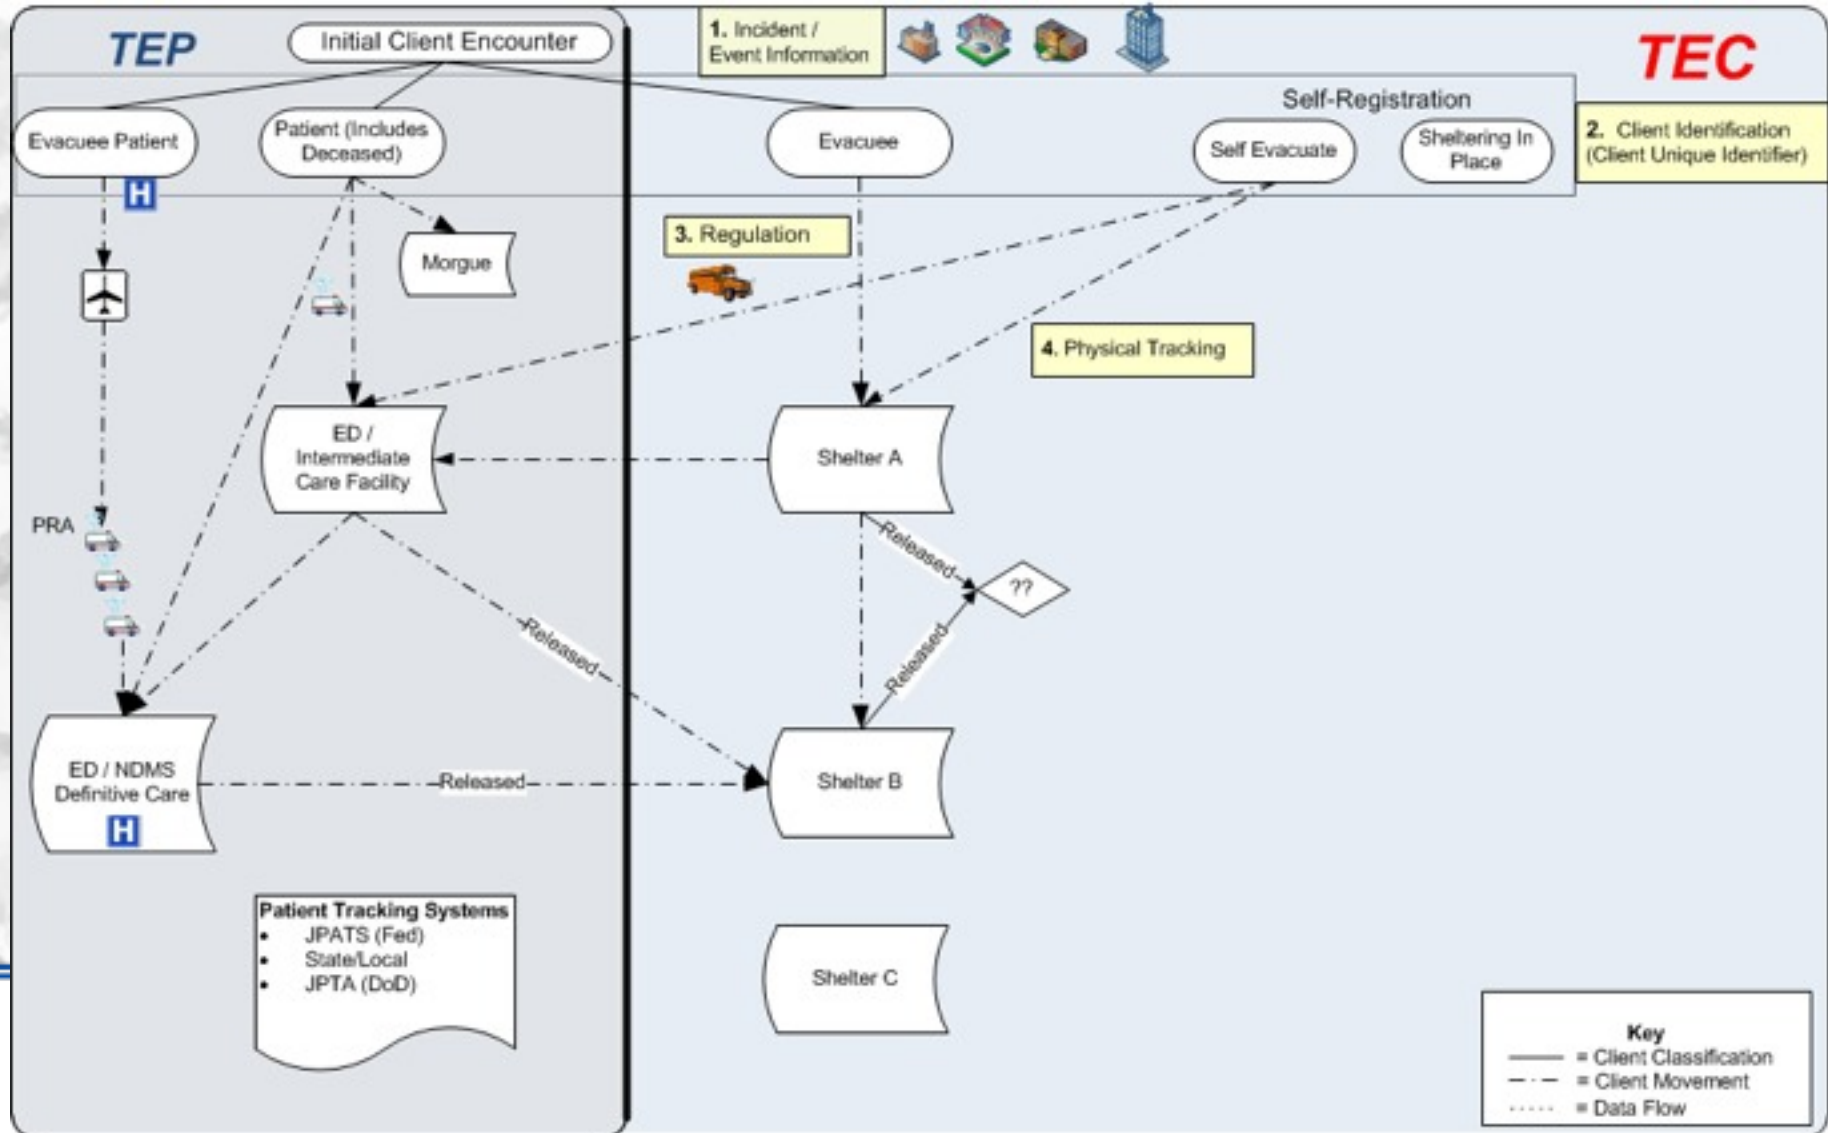 TEP
Initial Client Encounter
1. Incident /
Event Information
TEC
Self-Registration
Evacuee Patient
Patient (Includes
Deceased)
Evacuee
Self Evacuate
Sheltering In
Place
2. Client Identification
(Client Unique Identifier)
H
Morgue
3. Regulation
4. Physical Tracking
ED /
Intermediate
Care Facility
Shelter A
PRA
Released
??
Released
Released
ED / NDMS
Definitive Care
H
Released
Shelter B
Patient Tracking Systems
• JPATS (Fed)
• State/Local
• JPTA (DoD)
Shelter C
Key
= Client Classification
= Client Movement
= Data Flow